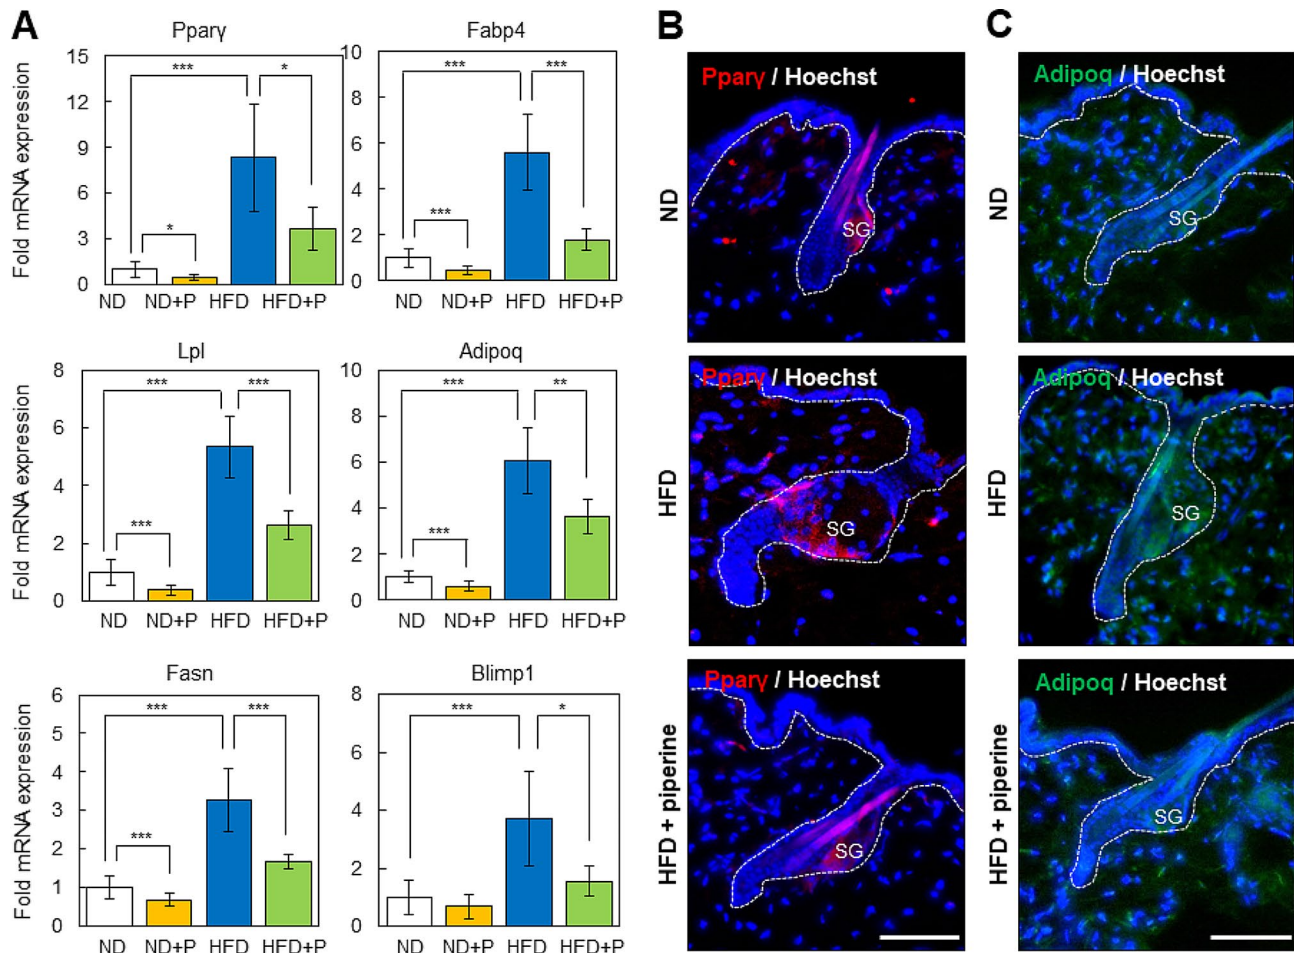 A
Pparγ
Fold mRNA expression
15
12
9
6
3
0
***
*
*
ND
ND+P
HFD
HFD+P
Fabp4
10
8
6
4
2
0
***
***
***
ND
ND+P
HFD
HFD+P
Lpl
Fold mRNA expression
8
6
4
2
0
***
***
***
ND
ND+P
HFD
HFD+P
Adipoq
10
8
6
4
2
0
***
**
***
ND
ND+P
HFD
HFD+P
Fasn
Fold mRNA expression
6
5
4
3
2
1
0
***
***
***
ND
ND+P
HFD
HFD+P
Blimp1
8
6
4
2
0
***
*
ND
ND+P
HFD
HFD+P
B
ND
Pparγ / Hoechst
SG
HFD
Pparγ / Hoechst
SG
HFD + piperine
Pparγ / Hoechst
SG
C
ND
Adipoq / Hoechst
SG
HFD
Adipoq / Hoechst
SG
HFD + piperine
Adipoq / Hoechst
SG